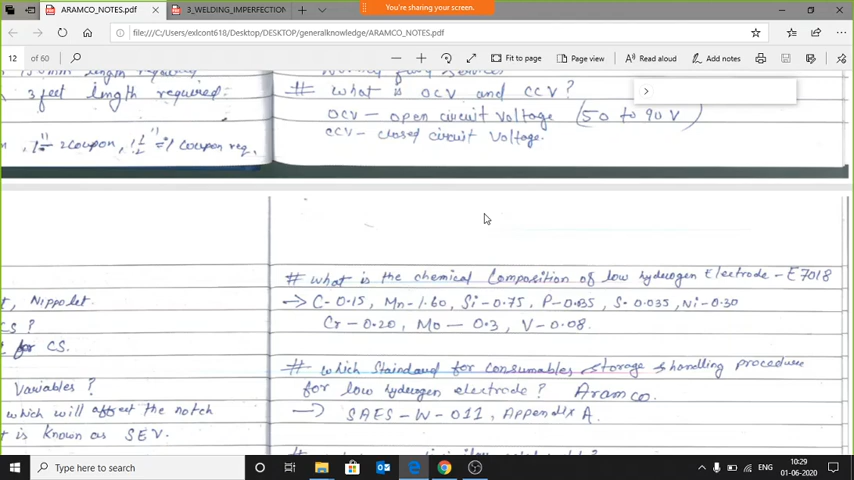 ARAMCO_NOTES.pdf
3_WELDING_IMPERFECTION
You're sharing your screen.
file:///C:/Users/exlcont618/Desktop/DESKTOP/generalknowledge/ARAMCO_NOTES.pdf
12 of 60
Fit to page
Page view
Read aloud
Add notes
length required
3 feet length required.
1" = 2 coupon, 1 1/2" = 1 coupon req.
# What is OCV and CCV?
OCV – open circuit voltage (50 to 90 V)
CCV – closed circuit voltage.
t, Nippolet.
CS ?
t for CS.
Variables ?
which will affect the notch
t is known as SEV.
# what is the chemical composition of low hydrogen Electrode - E7018
→ C-0.15, Mn-1.60, Si-0.75, P-0.035, S-0.035, Ni-0.30
Cr-0.20, Mo-0.3, V-0.08.
# which Standard for consumables, storage & handling procedure
for low hydrogen electrode? Aramco.
→ SAES-W-011, Appendix A.
Type here to search
ENG
10:29
01-06-2020